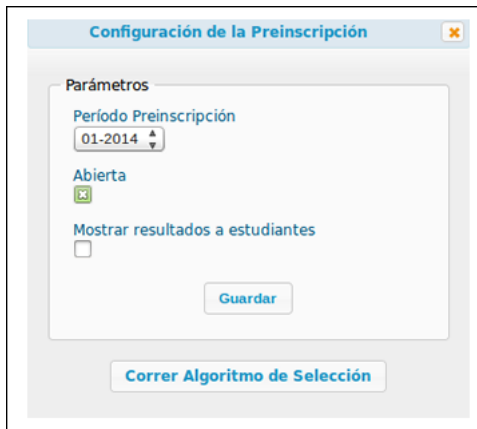 Configuración de la Preinscripción
Parámetros
Período Preinscripción
01-2014
Abierta
Mostrar resultados a estudiantes
Guardar
Correr Algoritmo de Selección